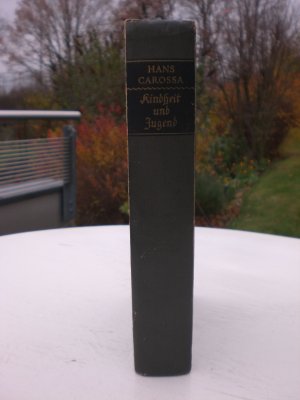 HANS
CAROSSA
Kindheit
und
Jugend